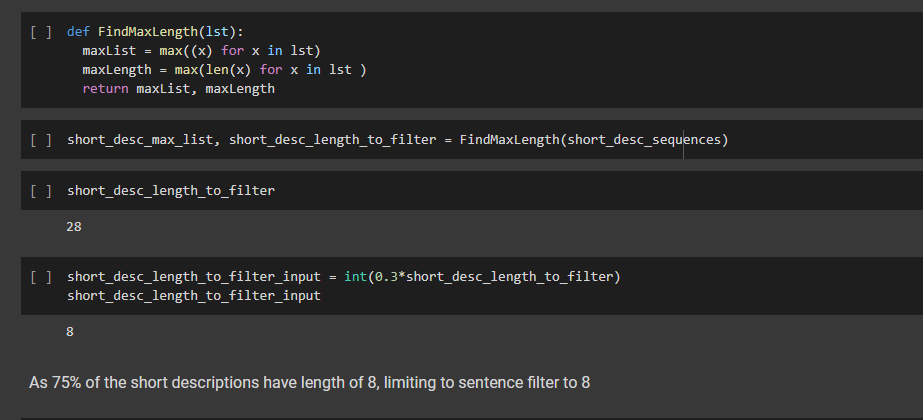 [ ] def FindMaxLength(lst):
maxList = max((x) for x in lst)
maxLength = max(len(x) for x in lst )
return maxList, maxLength
[ ] short_desc_max_list, short_desc_length_to_filter = FindMaxLength(short_desc_sequences)
[ ] short_desc_length_to_filter
28
[ ] short_desc_length_to_filter_input = int(0.3*short_desc_length_to_filter)
short_desc_length_to_filter_input
8
As 75% of the short descriptions have length of 8, limiting to sentence filter to 8